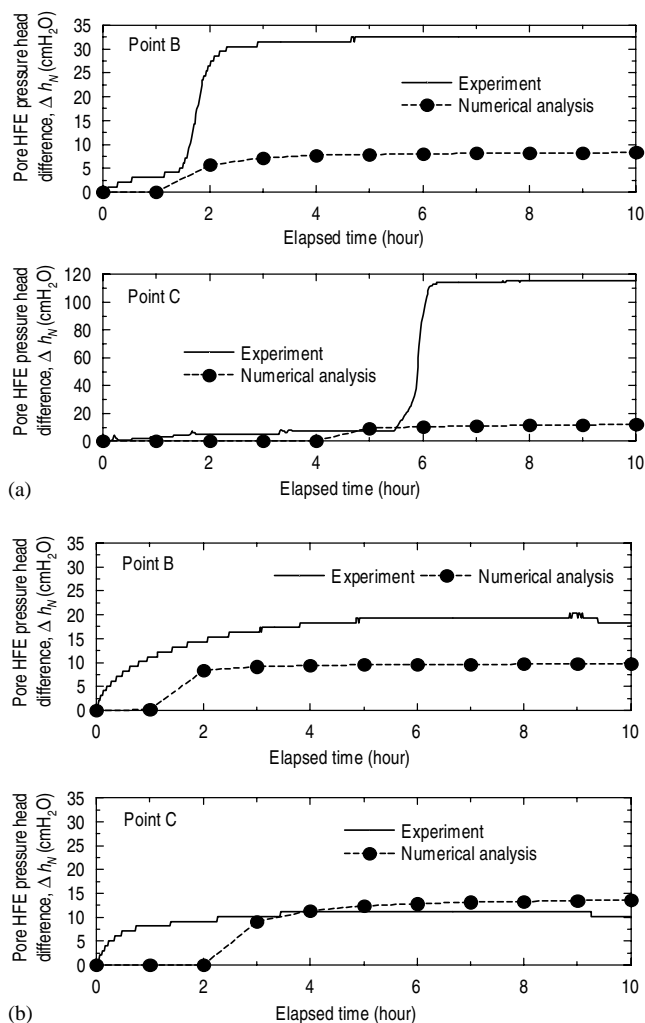 35
30
25
20
15
10
5
0
Pore HFE pressure head
difference, Δ hN (cmH2O)
Point B
Experiment
Numerical analysis
0 2 4 6 8 10
Elapsed time (hour)
120
100
80
60
40
20
0
Pore HFE pressure head
difference, Δ hN (cmH2O)
Point C
Experiment
Numerical analysis
0 2 4 6 8 10
Elapsed time (hour)
(a)
35
30
25
20
15
10
5
0
Pore HFE pressure head
difference, Δ hN (cmH2O)
Point B
Experiment Numerical analysis
0 2 4 6 8 10
Elapsed time (hour)
35
30
25
20
15
10
5
0
Pore HFE pressure head
difference, Δ hN (cmH2O)
Point C
Experiment
Numerical analysis
0 2 4 6 8 10
Elapsed time (hour)
(b)